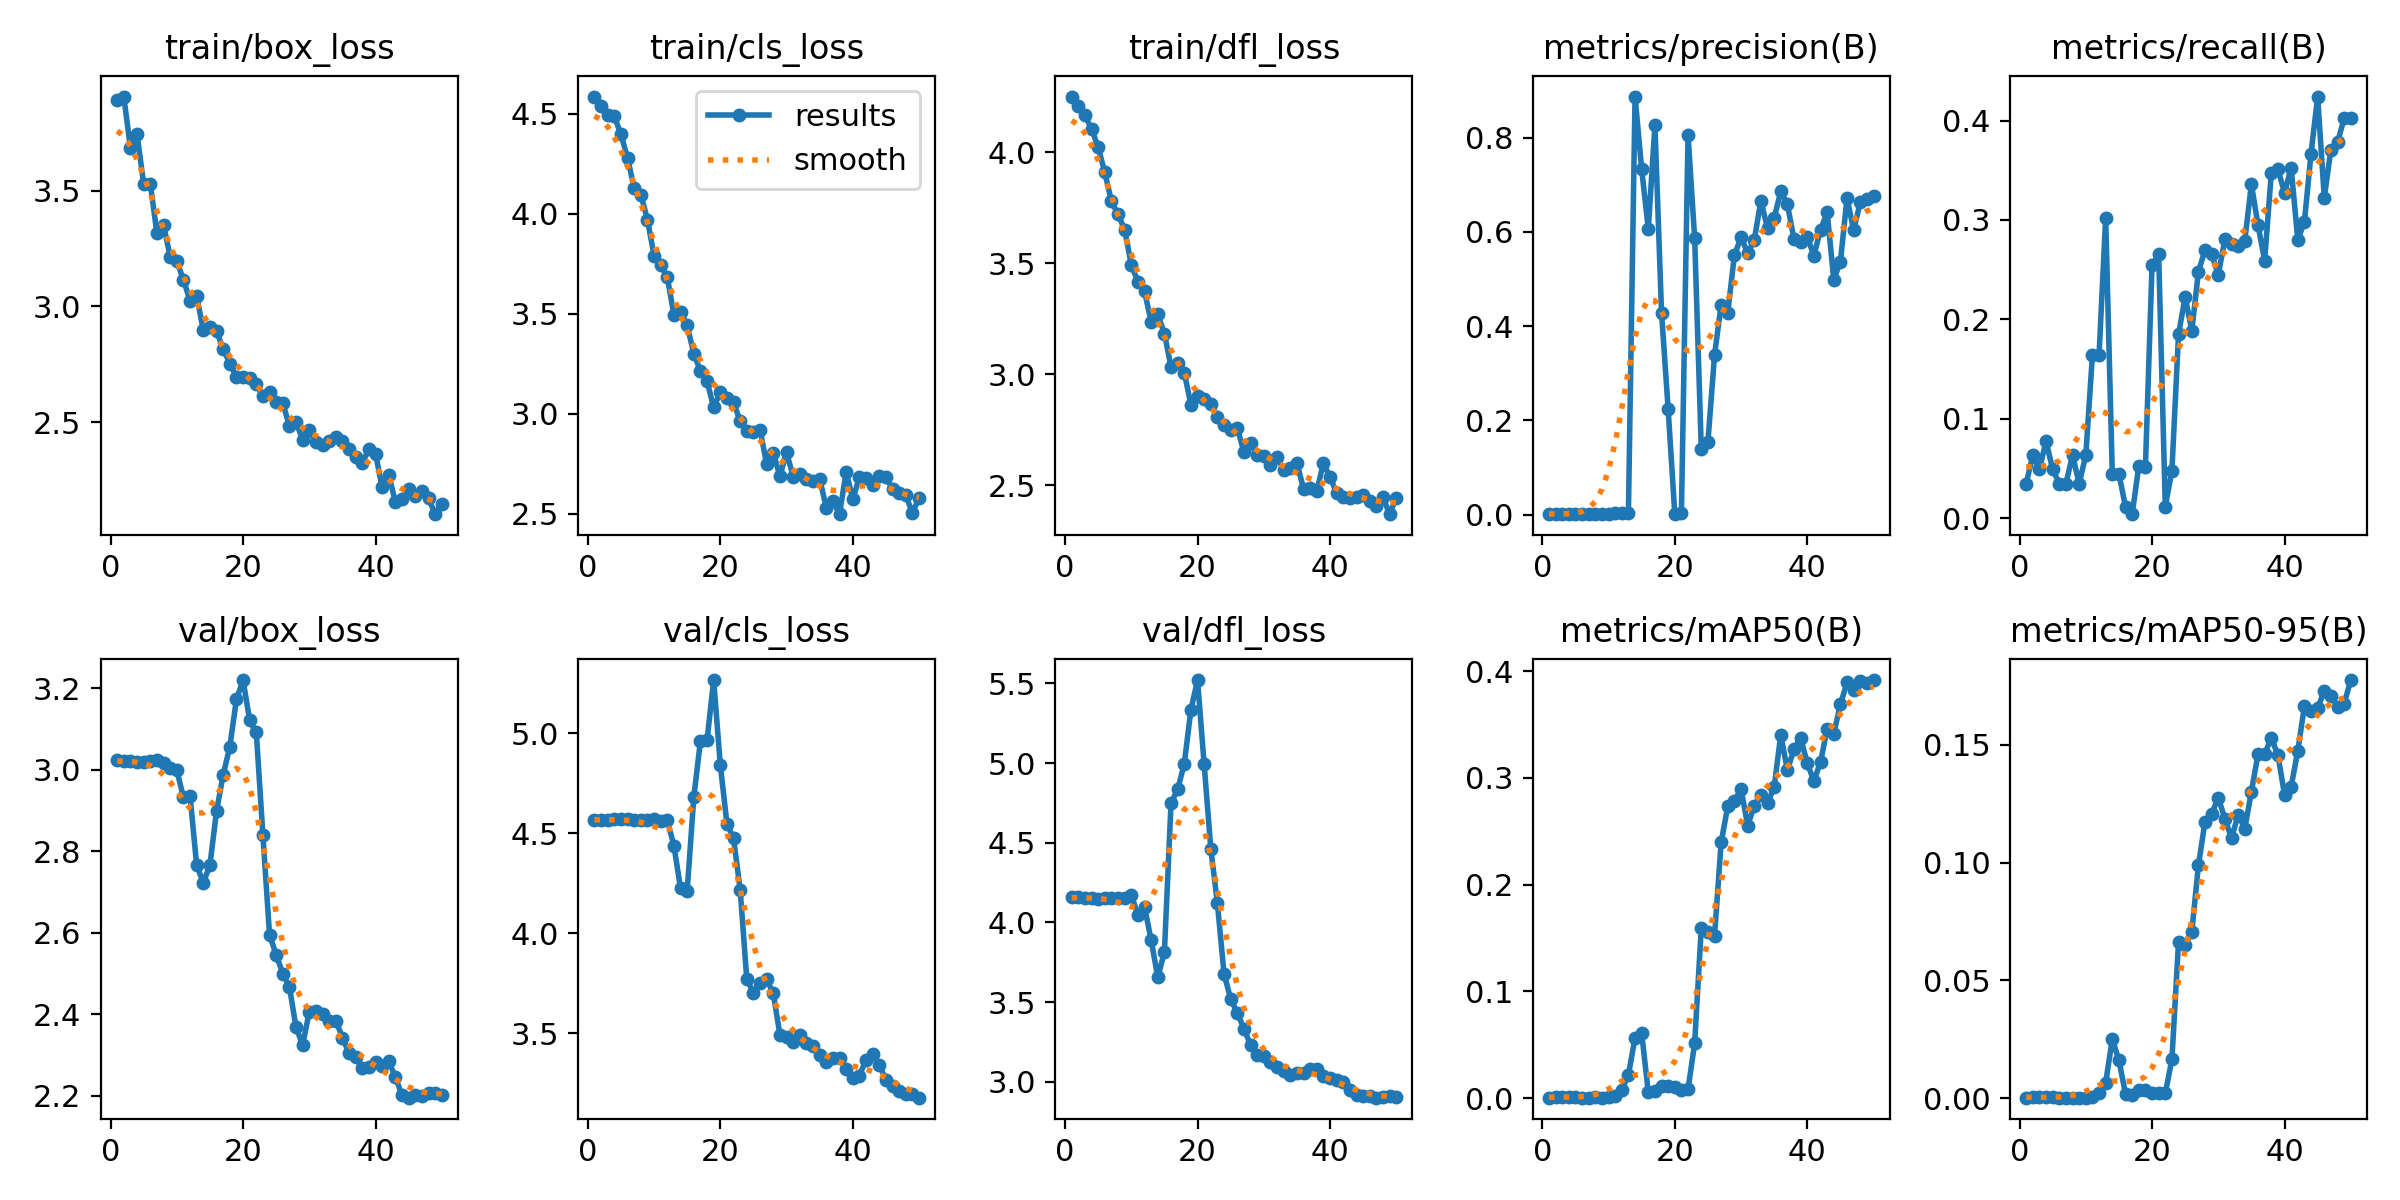 train/box_loss
3.5
3.0
2.5
0 20 40
train/cls_loss
results
smooth
4.5
4.0
3.5
3.0
2.5
0 20 40
train/dfl_loss
4.0
3.5
3.0
2.5
0 20 40
metrics/precision(B)
0.8
0.6
0.4
0.2
0.0
0 20 40
metrics/recall(B)
0.4
0.3
0.2
0.1
0.0
0 20 40
val/box_loss
3.2
3.0
2.8
2.6
2.4
2.2
0 20 40
val/cls_loss
5.0
4.5
4.0
3.5
0 20 40
val/dfl_loss
5.5
5.0
4.5
4.0
3.5
3.0
0 20 40
metrics/mAP50(B)
0.4
0.3
0.2
0.1
0.0
0 20 40
metrics/mAP50-95(B)
0.15
0.10
0.05
0.00
0 20 40